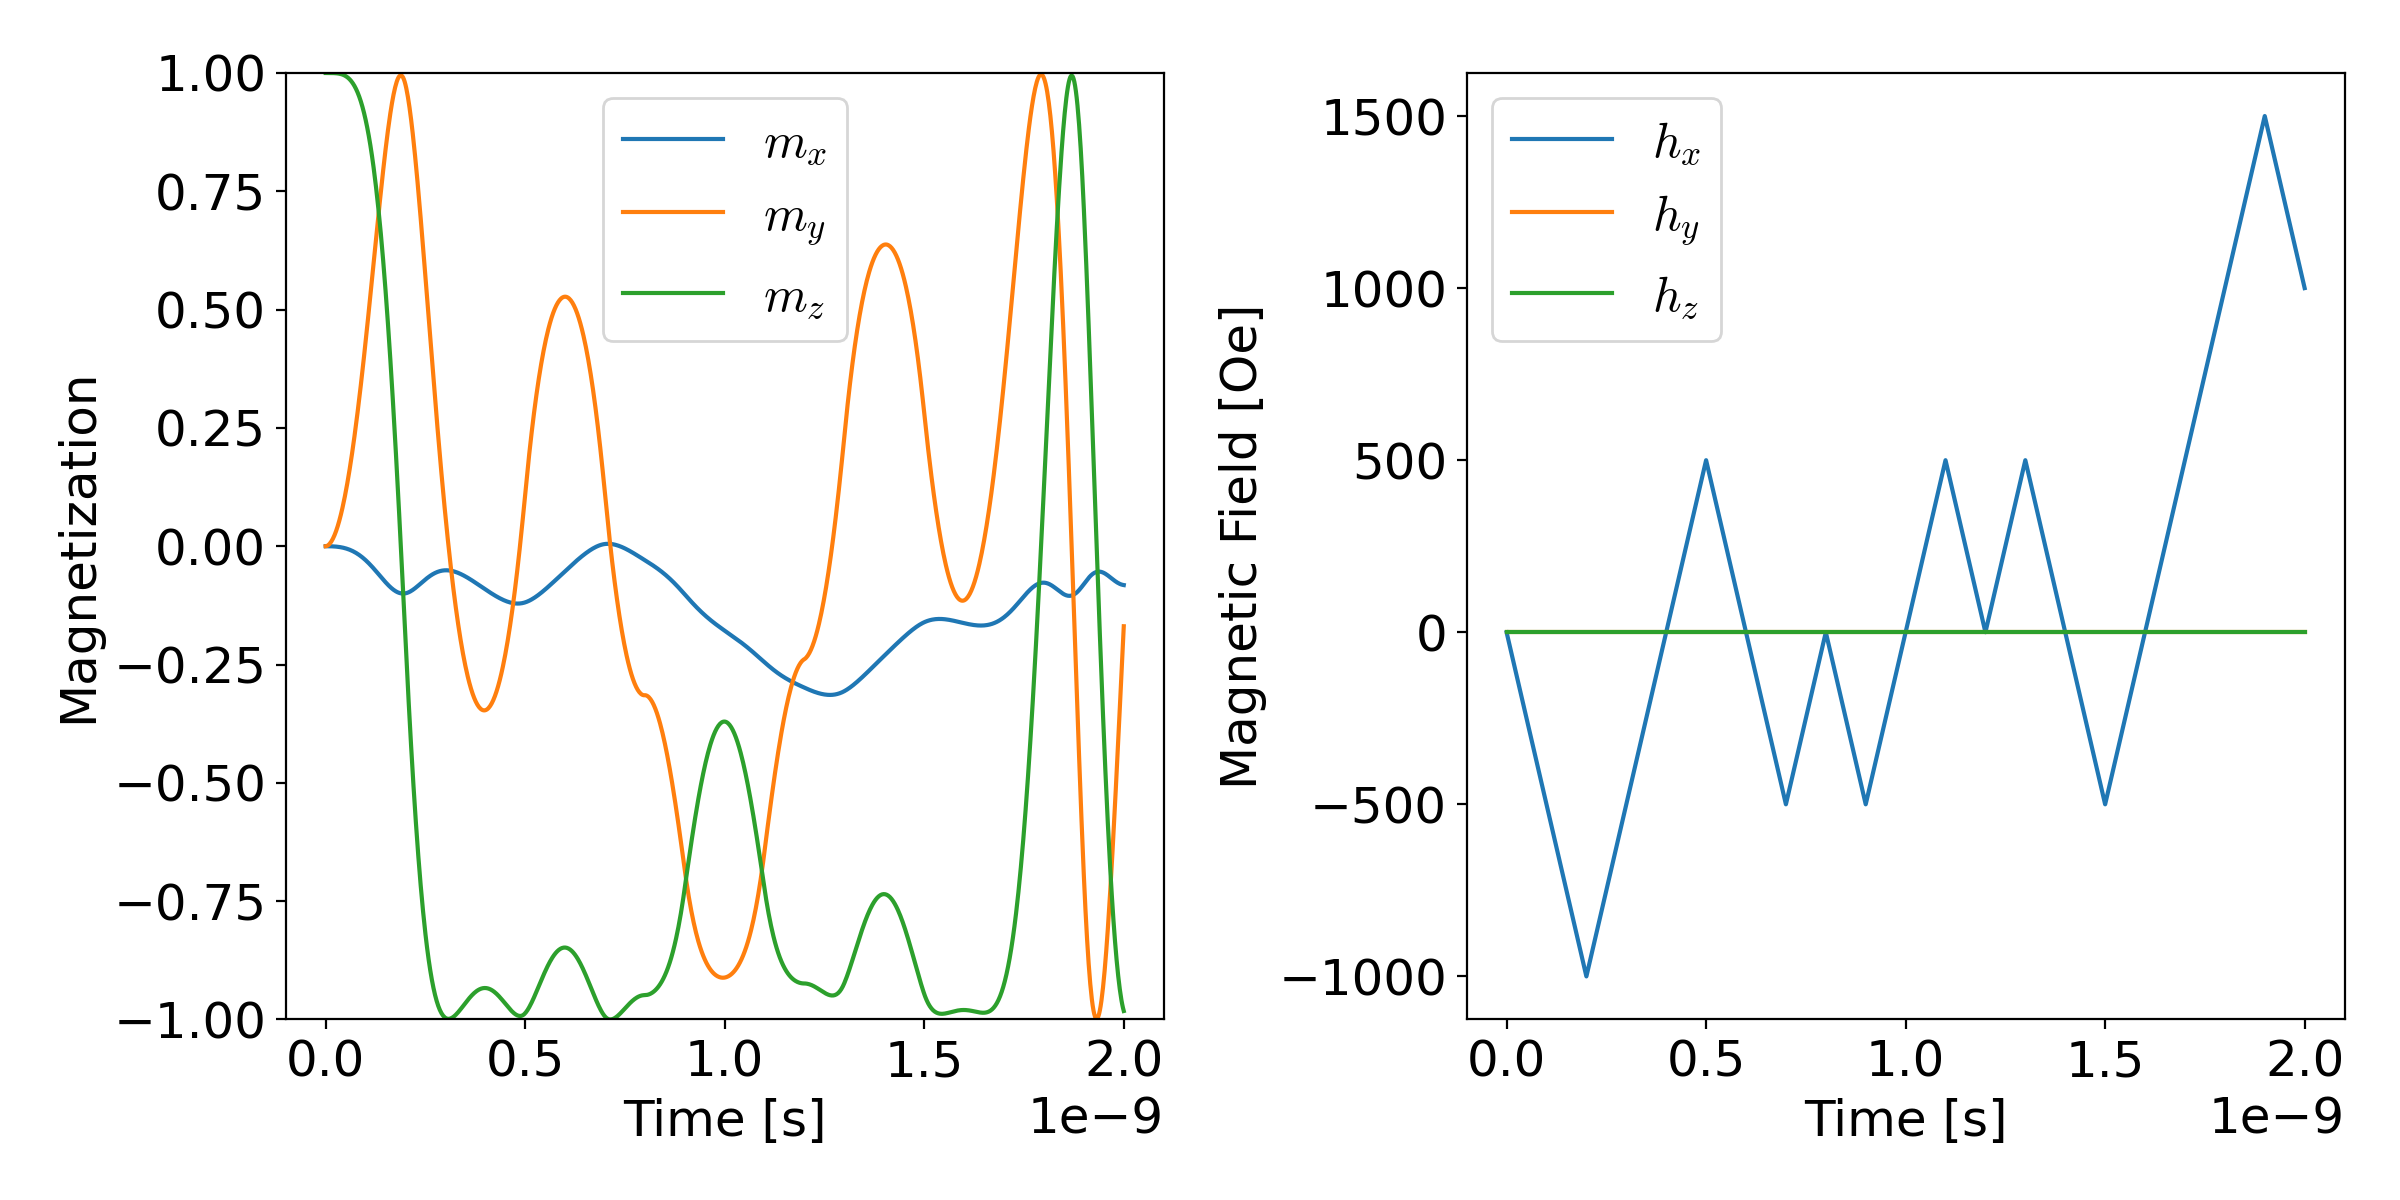 1.00
0.75
0.50
0.25
0.00
−0.25
−0.50
−0.75
−1.00
Magnetization
m_x
m_y
m_z
0.0 0.5 1.0 1.5 2.0
Time [s]
1e−9
1500
1000
500
0
−500
−1000
Magnetic Field [Oe]
h_x
h_y
h_z
0.0 0.5 1.0 1.5 2.0
Time [s]
1e−9